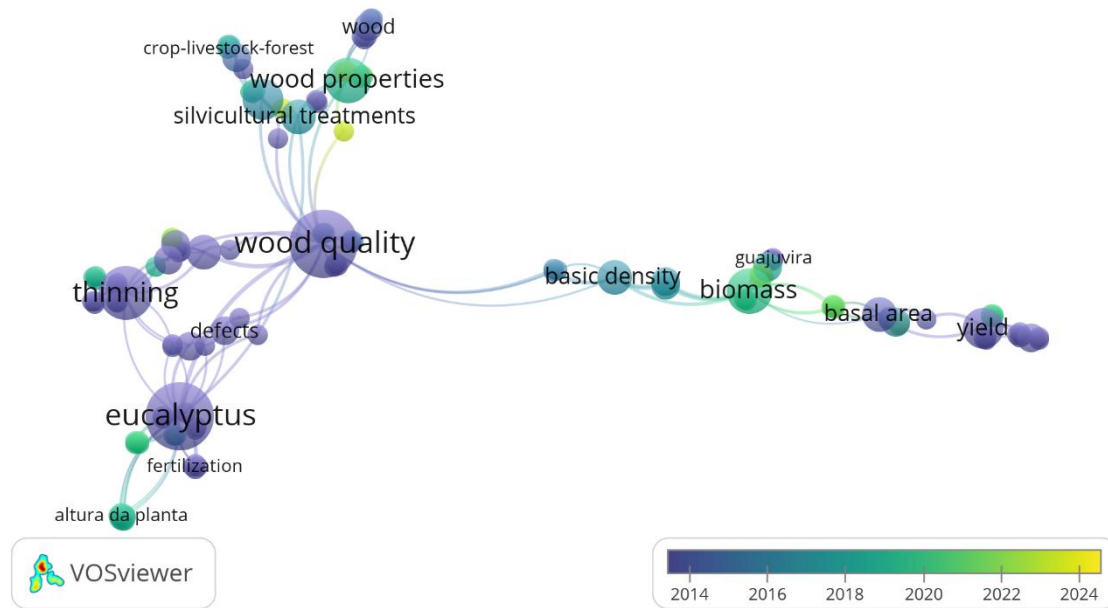 wood
crop-livestock-forest
wood properties
silvicultural treatments
wood quality
guajuvira
basic density
biomass
thinning
basal area
yield
defects
eucalyptus
fertilization
altura da planta
VOSviewer
2014 2016 2018 2020 2022 2024